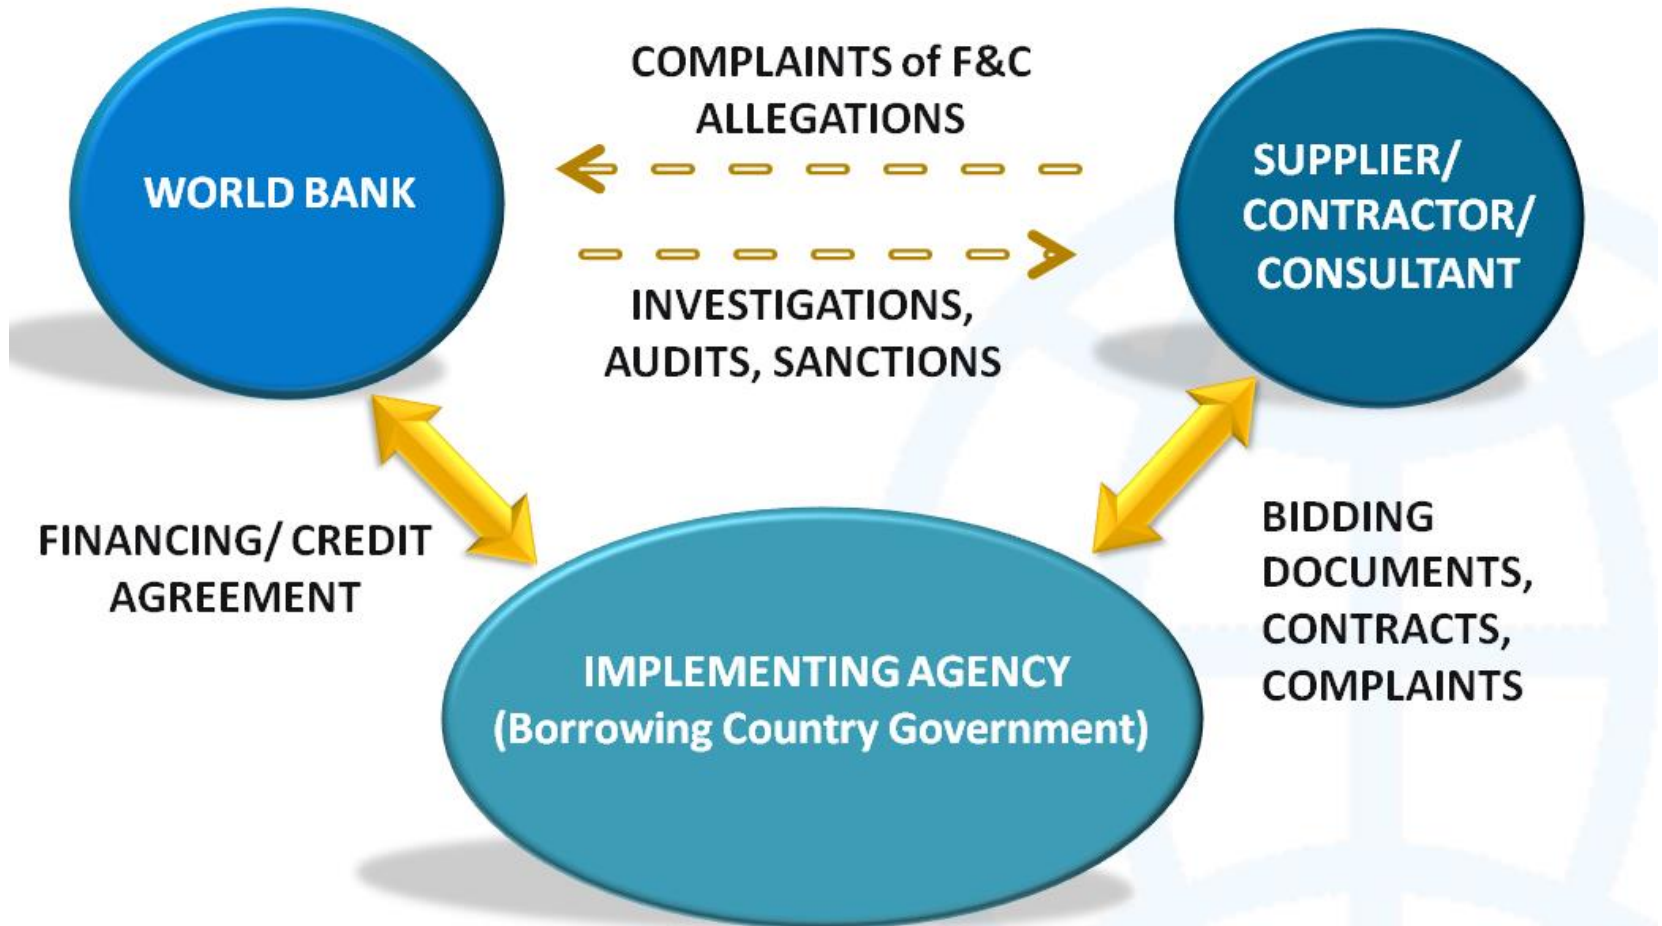 COMPLAINTS of F&C
ALLEGATIONS
WORLD BANK
SUPPLIER/
CONTRACTOR/
CONSULTANT
INVESTIGATIONS,
AUDITS, SANCTIONS
FINANCING/ CREDIT
AGREEMENT
BIDDING
DOCUMENTS,
CONTRACTS,
COMPLAINTS
IMPLEMENTING AGENCY
(Borrowing Country Government)